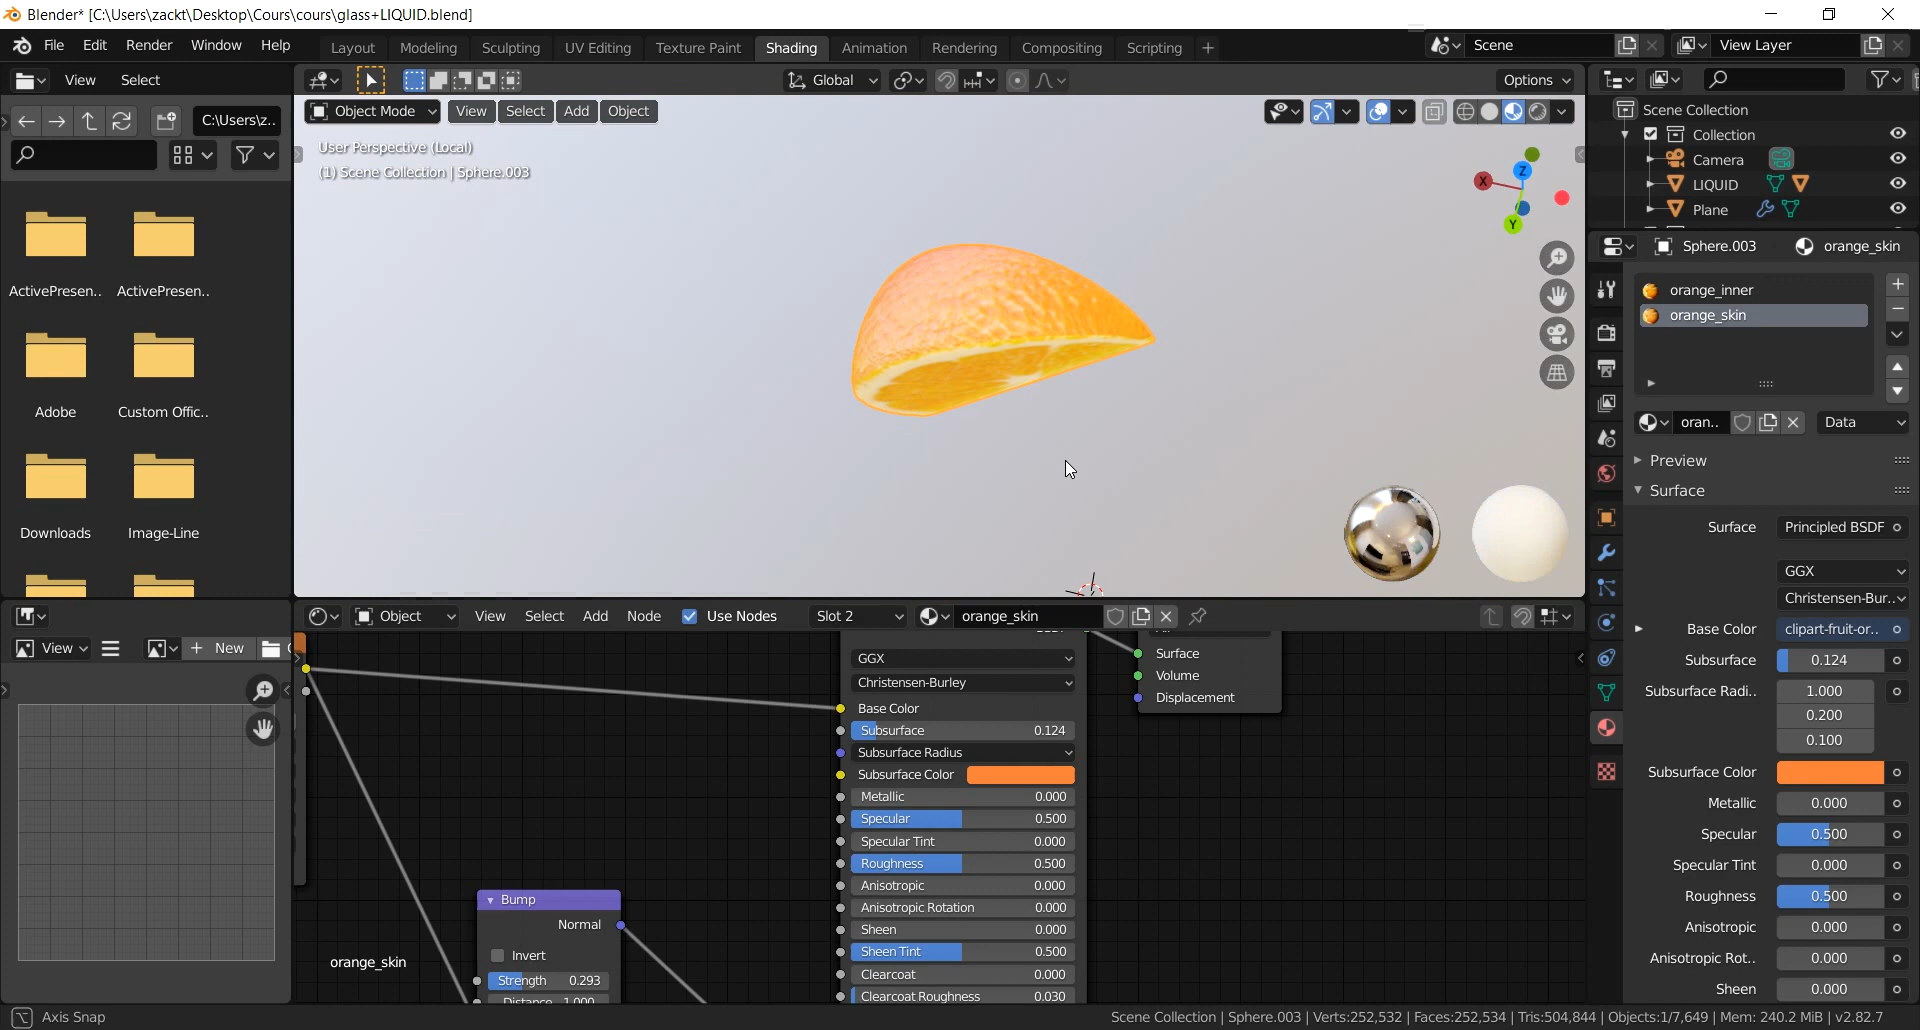 Blender* [C:\Users\zackt\Desktop\Cours\cours\glass+LIQUID.blend]
File Edit Render Window Help Layout Modeling Sculpting UV Editing Texture Paint Shading Animation Rendering Compositing Scripting + Scene View Layer
View Select Global Options
Object Mode View Select Add Object
C:\Users\z..
User Perspective (Local)
(1) Scene Collection | Sphere.003
X Z Y
ActivePresen.. ActivePresen..
Adobe Custom Offic..
Downloads Image-Line
Scene Collection
Collection
Camera
LIQUID
Plane
Sphere.003 orange_skin
orange_inner
orange_skin
oran.. Data
Preview
Surface
Surface Principled BSDF
GGX
Christensen-Bur..
Base Color clipart-fruit-or..
Subsurface 0.124
Subsurface Radi.. 1.000
0.200
0.100
Subsurface Color
Metallic 0.000
Specular 0.500
Specular Tint 0.000
Roughness 0.500
Anisotropic 0.000
Anisotropic Rot.. 0.000
Sheen 0.000
View + New
Object View Select Add Node Use Nodes Slot 2 orange_skin
GGX
Christensen-Burley
Base Color
Subsurface 0.124
Subsurface Radius
Subsurface Color
Metallic 0.000
Specular 0.500
Specular Tint 0.000
Roughness 0.500
Anisotropic 0.000
Anisotropic Rotation 0.000
Sheen 0.000
Sheen Tint 0.500
Clearcoat 0.000
Clearcoat Roughness 0.030
Surface
Volume
Displacement
Bump
Normal
Invert
Strength 0.293
Distance 1.000
orange_skin
Axis Snap
Scene Collection | Sphere.003 | Verts:252,532 | Faces:252,534 | Tris:504,844 | Objects:1/7,649 | Mem: 240.2 MiB | v2.82.7